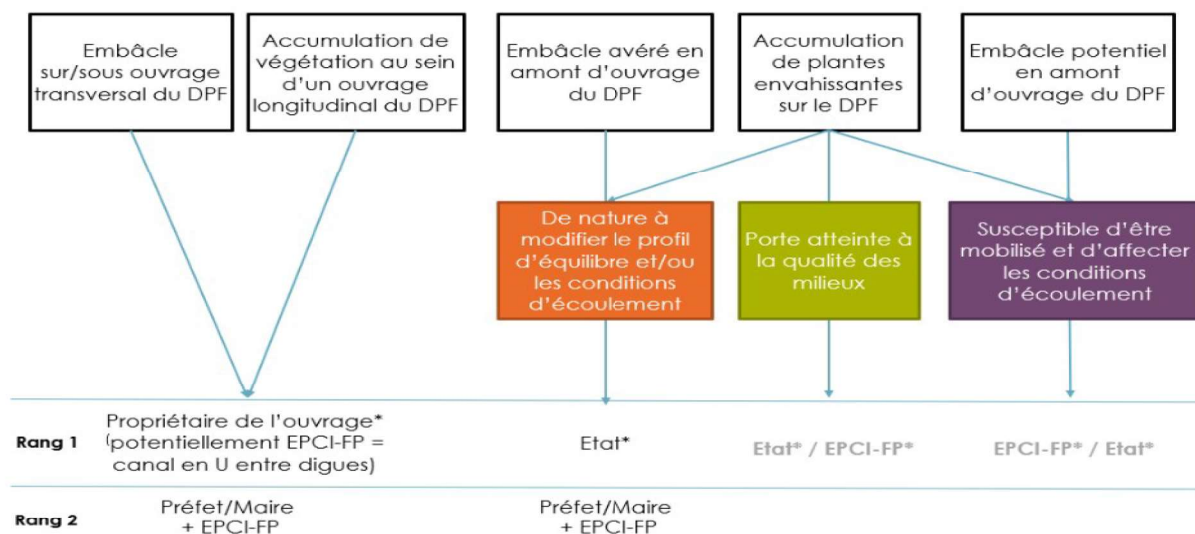 Embâcle
sur/sous ouvrage
transversal du DPF
Accumulation de
végétation au sein
d'un ouvrage
longitudinal du DPF
Embâcle avéré en
amont d'ouvrage
du DPF
Accumulation
de plantes
envahissantes
sur le DPF
Embâcle potentiel
en amont
d'ouvrage du DPF
De nature à
modifier le profil
d'équilibre et/ou
les conditions
d'écoulement
Porte atteinte à
la qualité des
milieux
Susceptible d'être
mobilisé et d'affecter
les conditions
d'écoulement
Rang 1
Propriétaire de l'ouvrage*
(potentiellement EPCI-FP =
canal en U entre digues)
Etat*
Etat* / EPCI-FP*
EPCI-FP* / Etat*
Rang 2
Préfet/Maire
+ EPCI-FP
Préfet/Maire
+ EPCI-FP